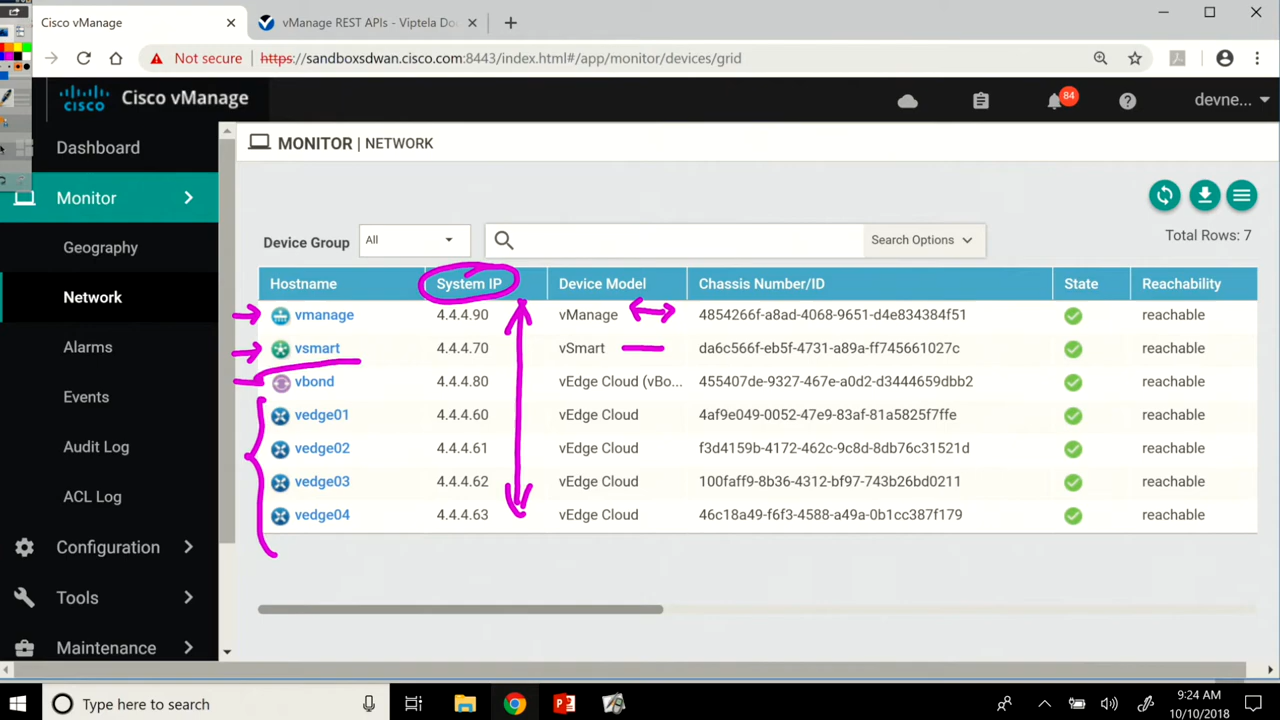 Cisco vManage
vManage REST APIs - Viptela Do
Not secure https://sandboxsdwan.cisco.com:8443/index.html#/app/monitor/devices/grid
cisco Cisco vManage 84 devne...
Dashboard
Monitor
Geography
Network
Alarms
Events
Audit Log
ACL Log
Configuration
Tools
Maintenance
MONITOR | NETWORK
Device Group All Search Options
Total Rows: 7
Hostname System IP Device Model Chassis Number/ID State Reachability
vmanage 4.4.4.90 vManage 4854266f-a8ad-4068-9651-d4e834384f51 reachable
vsmart 4.4.4.70 vSmart da6c566f-eb5f-4731-a89a-ff745661027c reachable
vbond 4.4.4.80 vEdge Cloud (vBo... 455407de-9327-467e-a0d2-d3444659dbb2 reachable
vedge01 4.4.4.60 vEdge Cloud 4af9e049-0052-47e9-83af-81a5825f7ffe reachable
vedge02 4.4.4.61 vEdge Cloud f3d4159b-4172-462c-9c8d-8db76c31521d reachable
vedge03 4.4.4.62 vEdge Cloud 100faff9-8b36-4312-bf97-743b26bd0211 reachable
vedge04 4.4.4.63 vEdge Cloud 46c18a49-f6f3-4588-a49a-0b1cc387f179 reachable
Type here to search
9:24 AM
10/10/2018